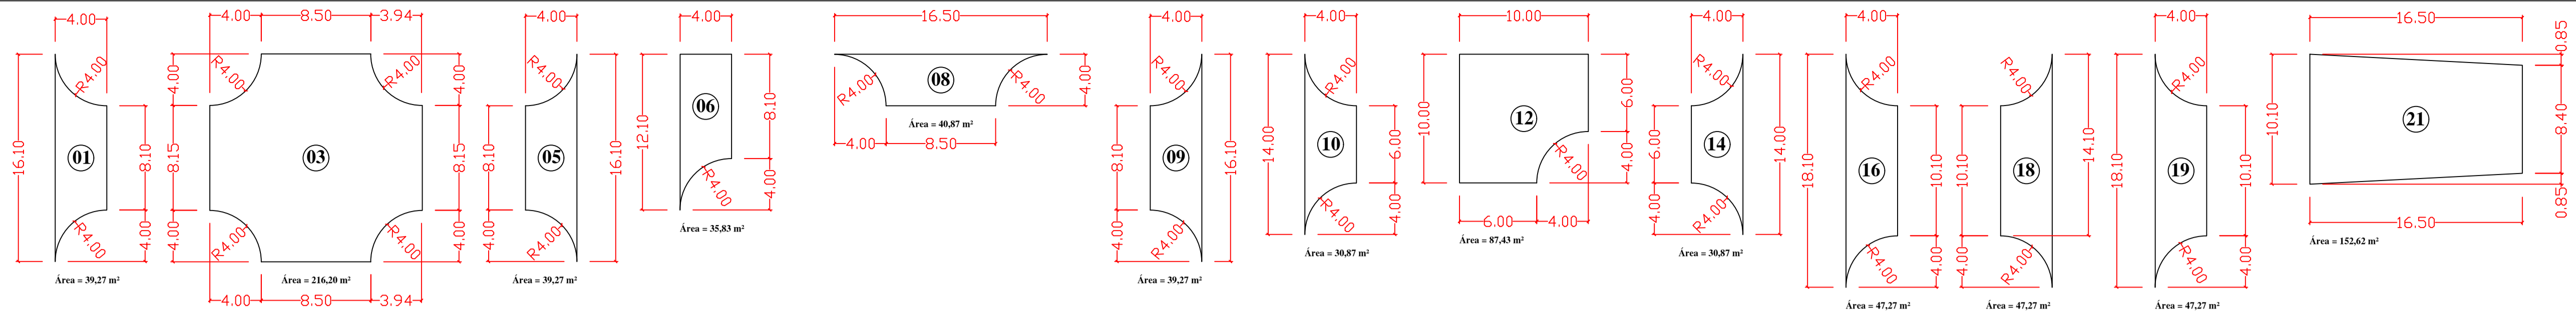 4.00
R4.00
16.10
01
8.10
4.00
R4.00
Área = 39,27 m²
4.00 8.50 3.94
4.00
R4.00
R4.00
4.00
8.15
03
8.15
4.00
R4.00
R4.00
4.00
Área = 216,20 m²
4.00 8.50 3.94
4.00
R4.00
8.10
05
16.10
4.00
R4.00
Área = 39,27 m²
4.00
12.10
06
8.10
R4.00
4.00
Área = 35,83 m²
16.50
R4.00
08
R4.00
4.00
Área = 40,87 m²
4.00 8.50
4.00
R4.00
8.10
09
16.10
4.00
R4.00
Área = 39,27 m²
4.00
R4.00
14.00
10
6.00
R4.00
4.00
Área = 30,87 m²
10.00
10.00
12
6.00
R4.00
4.00
6.00 4.00
Área = 87,43 m²
4.00
R4.00
6.00
14
14.00
4.00
R4.00
Área = 30,87 m²
4.00
R4.00
18.10
16
10.10
R4.00
4.00
Área = 47,27 m²
R4.00
10.10
18
14.10
4.00
R4.00
Área = 47,27 m²
4.00
R4.00
18.10
19
10.10
R4.00
4.00
Área = 47,27 m²
16.50
0.85
10.10
21
8.40
0.85
16.50
Área = 152,62 m²